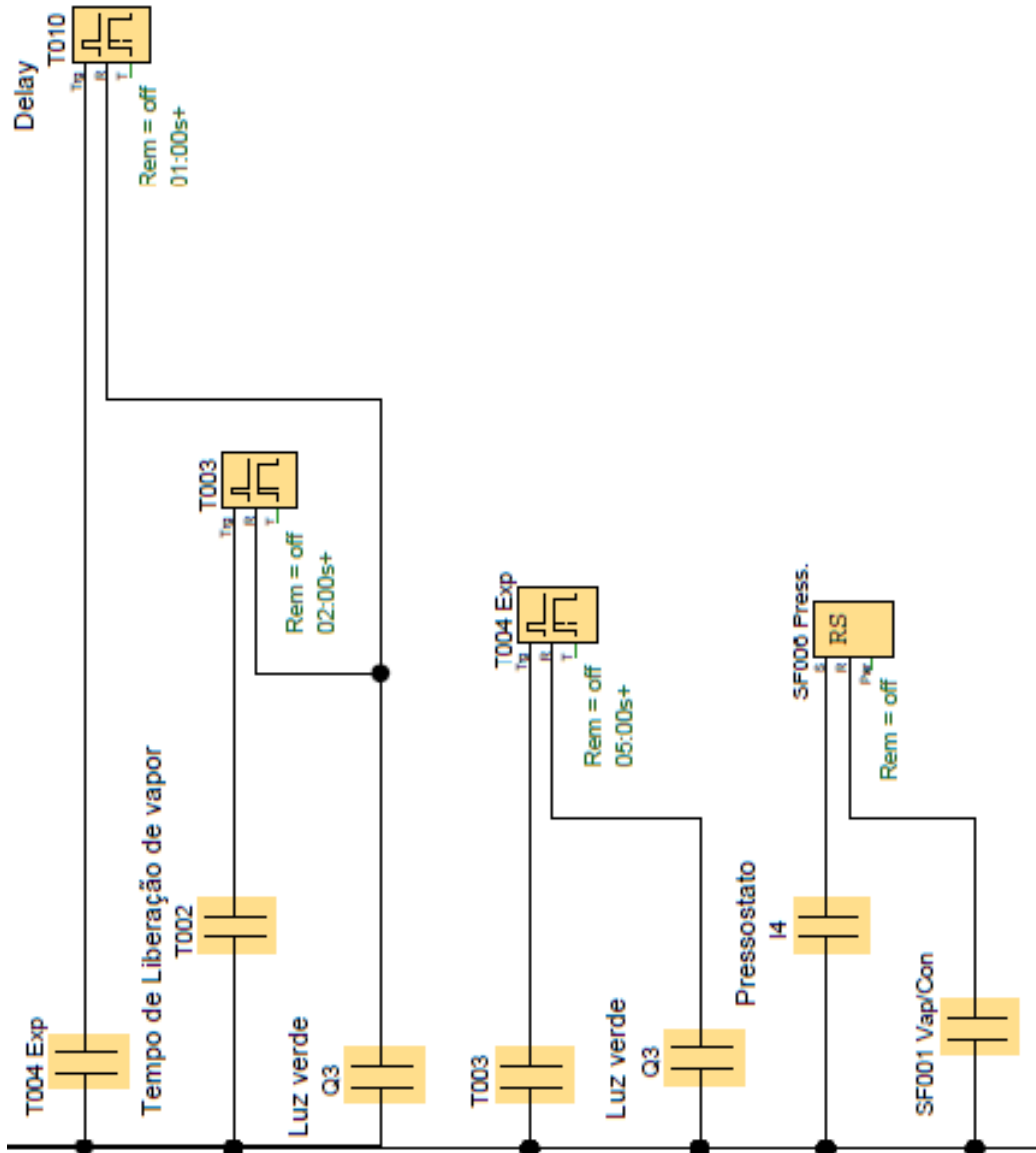 Delay
T004 Exp
T010
Trg
R
T
Rem = off
01:00s+
Tempo de Liberação de vapor
T002
T003
Trg
R
T
Rem = off
02:00s+
Luz verde
Q3
T003
T004 Exp
Trg
R
T
Rem = off
05:00s+
Luz verde
Q3
Pressostato
I4
SF006 Press.
S
R
Par
RS
Rem = off
SF001 Vap/Con